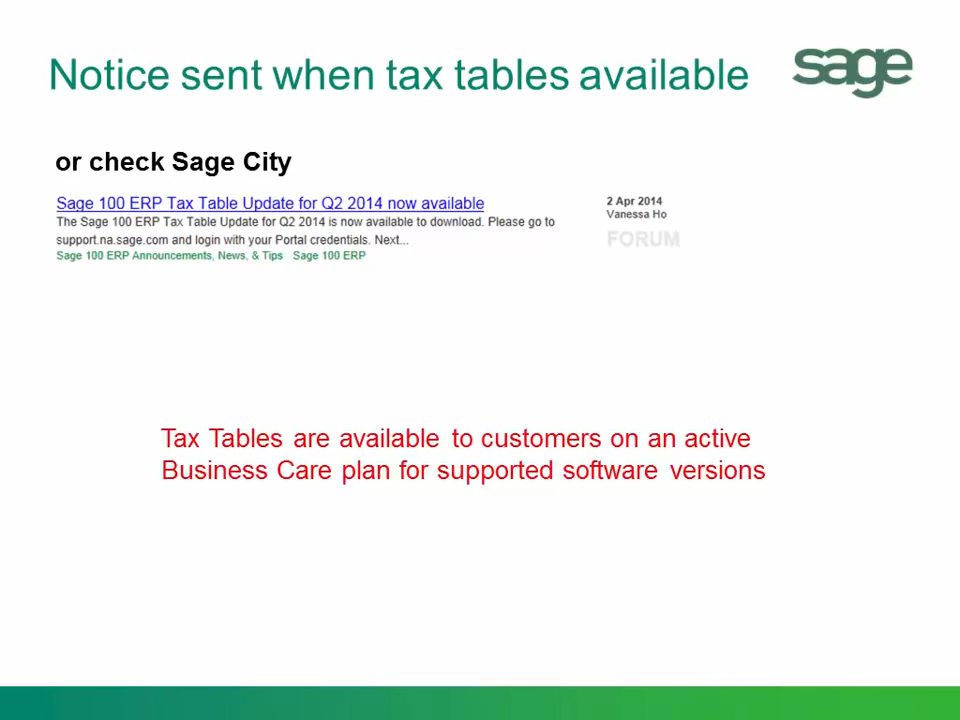 Notice sent when tax tables available
sage
or check Sage City
Sage 100 ERP Tax Table Update for Q2 2014 now available
2 Apr 2014
The Sage 100 ERP Tax Table Update for Q2 2014 is now available to download. Please go to
Vanessa Ho
support.na.sage.com and login with your Portal credentials. Next...
FORUM
Sage 100 ERP Announcements, News, & Tips Sage 100 ERP
Tax Tables are available to customers on an active
Business Care plan for supported software versions